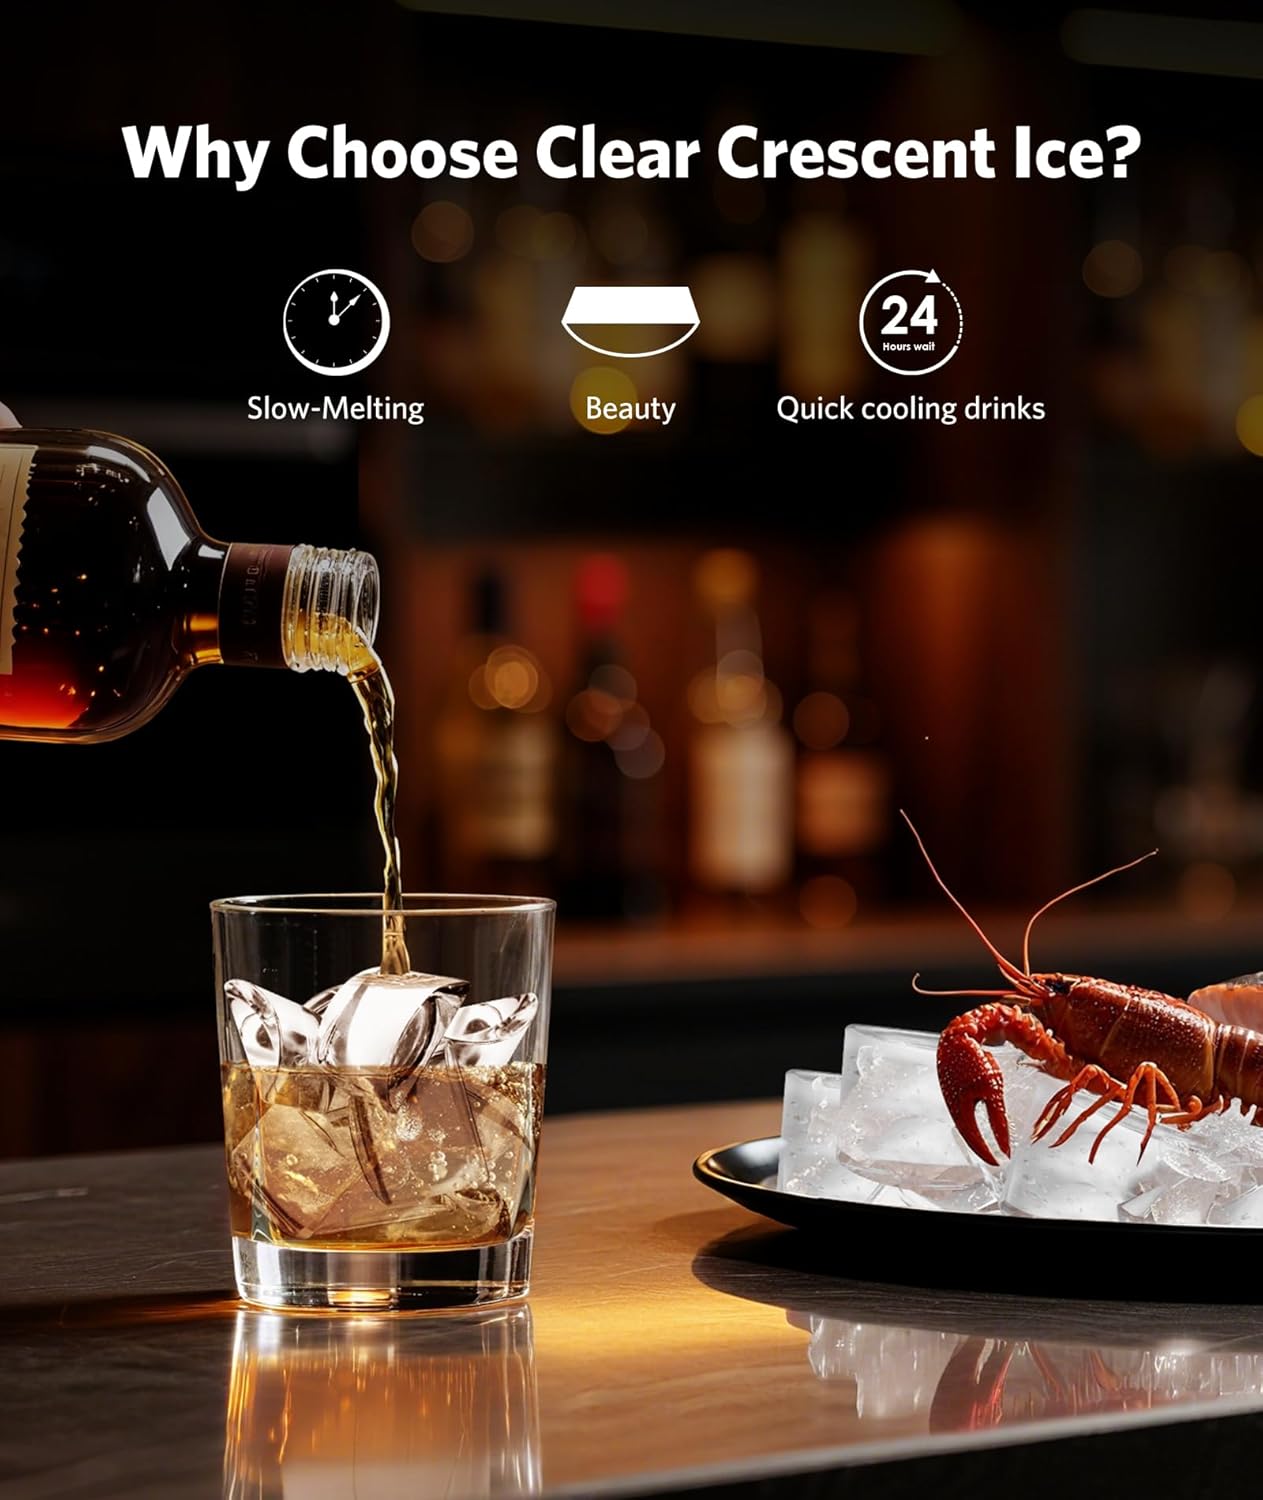 Why Choose Clear Crescent Ice?
24
Hours wait
Slow-Melting
Beauty
Quick cooling drinks